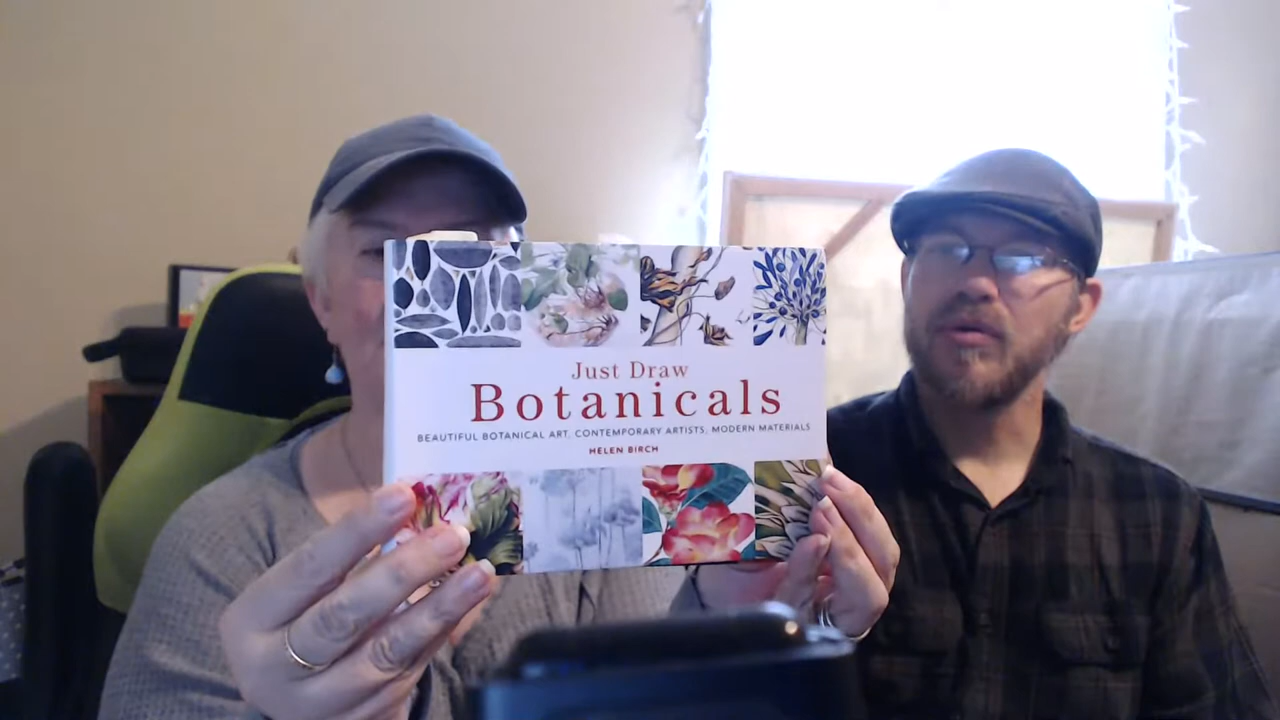 Just Draw
Botanicals
BEAUTIFUL BOTANICAL ART, CONTEMPORARY ARTISTS, MODERN MATERIALS
HELEN BIRCH